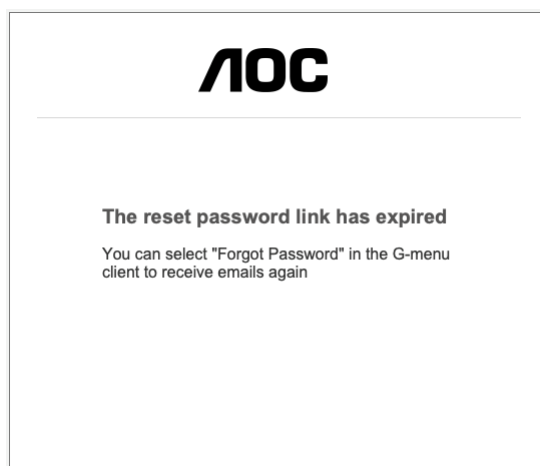 AOC
The reset password link has expired
You can select "Forgot Password" in the G-menu
client to receive emails again